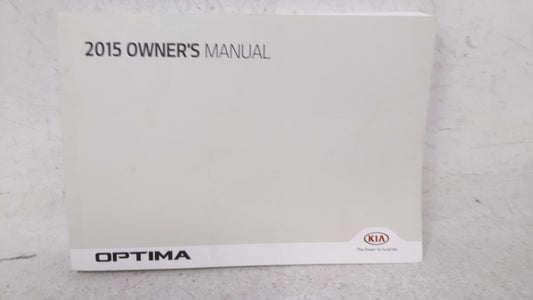 2015 OWNER'S MANUAL
KIA
The Power to Surprise
OPTIMA